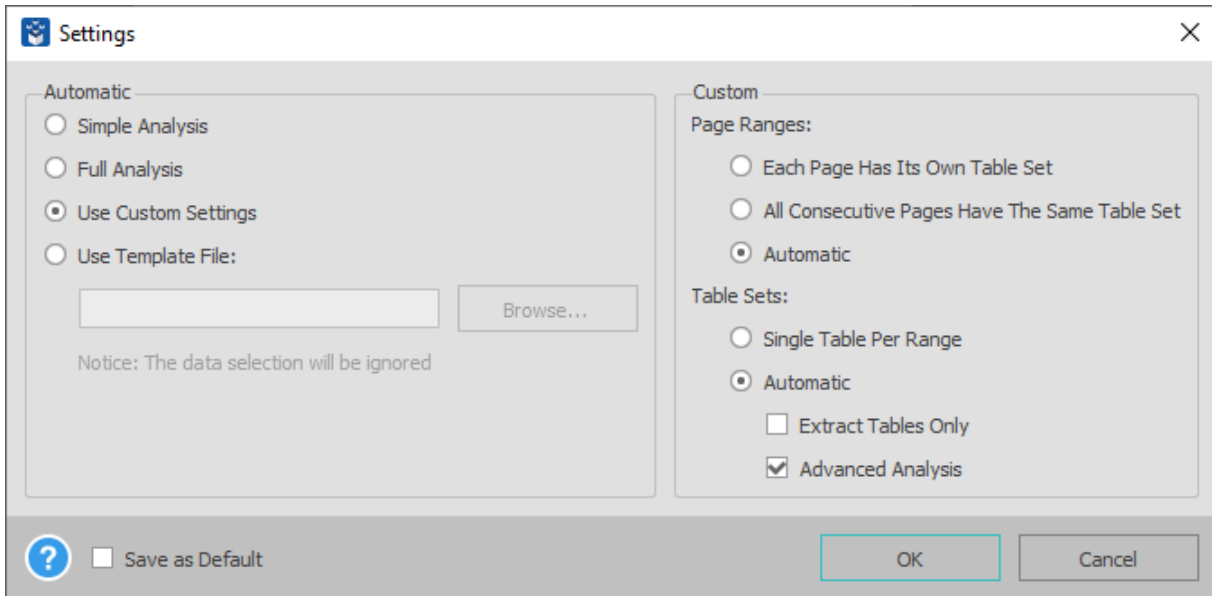 Settings
Automatic
Simple Analysis
Full Analysis
Use Custom Settings
Use Template File:
Browse...
Notice: The data selection will be ignored
Custom
Page Ranges:
Each Page Has Its Own Table Set
All Consecutive Pages Have The Same Table Set
Automatic
Table Sets:
Single Table Per Range
Automatic
Extract Tables Only
Advanced Analysis
?
Save as Default
OK
Cancel